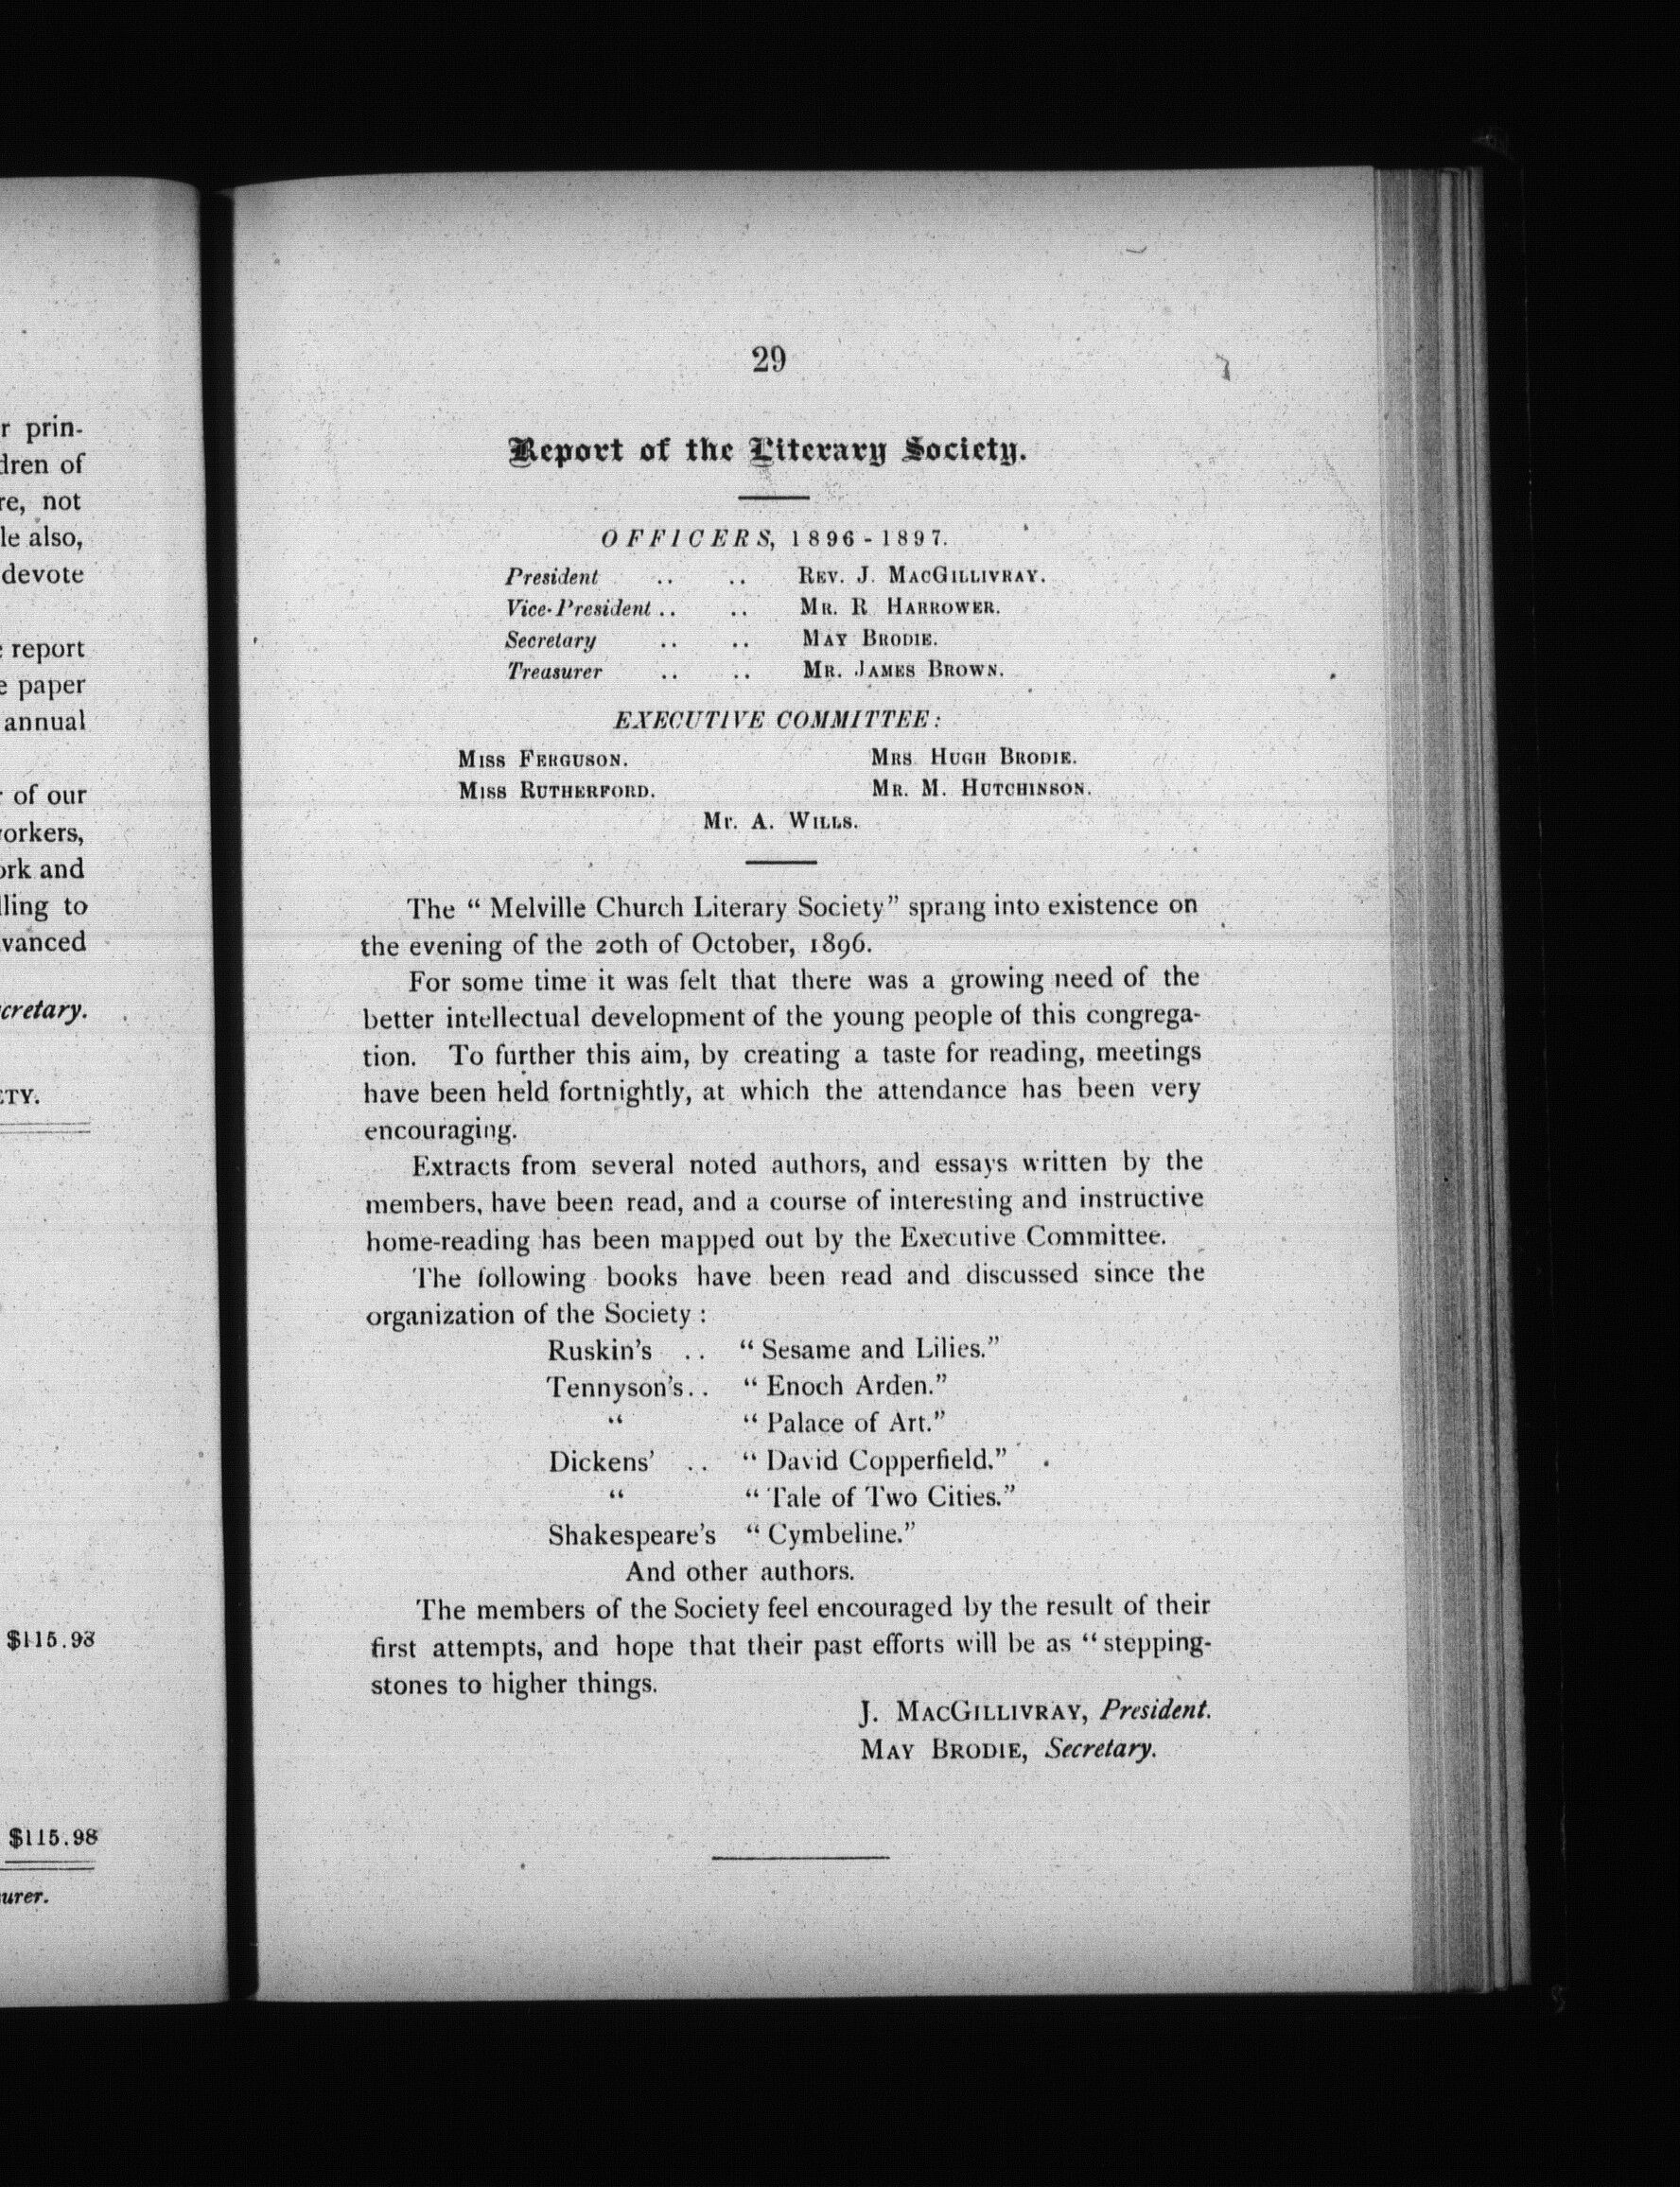 r prin-
dren of
re, not
le also,
devote
report
e paper
annual
r of our
vorkers,
ork and
lling to
vanced
cretary.
ETY.
$115.98
$115.98
urer.
29
Report of the Literary Society.
OFFICERS, 1896-1897.
President .. .. REV. J. MACGILLIVRAY.
Vice-President .. .. MR. R HARROWER.
Secretary .. .. MAY BRODIE.
Treasurer .. .. MR. JAMES BROWN.
EXECUTIVE COMMITTEE:
MISS FERGUSON. MRS HUGH BRODIE.
MISS RUTHERFORD. MR. M. HUTCHINSON.
Mr. A. WILLS.
The “ Melville Church Literary Society” sprang into existence on
the evening of the 20th of October, 1896.
For some time it was felt that there was a growing need of the
better intellectual development of the young people of this congrega-
tion. To further this aim, by creating a taste for reading, meetings
have been held fortnightly, at which the attendance has been very
encouraging.
Extracts from several noted authors, and essays written by the
members, have been read, and a course of interesting and instructive
home-reading has been mapped out by the Executive Committee.
The following books have been read and discussed since the
organization of the Society :
Ruskin’s .. “ Sesame and Lilies.”
Tennyson’s.. “ Enoch Arden.”
“ “ Palace of Art.”
Dickens’ .. “ David Copperfield.”
“ “ Tale of Two Cities.”
Shakespeare’s “ Cymbeline.”
And other authors.
The members of the Society feel encouraged by the result of their
first attempts, and hope that their past efforts will be as “ stepping-
stones to higher things.
J. MACGILLIVRAY, President.
MAY BRODIE, Secretary.